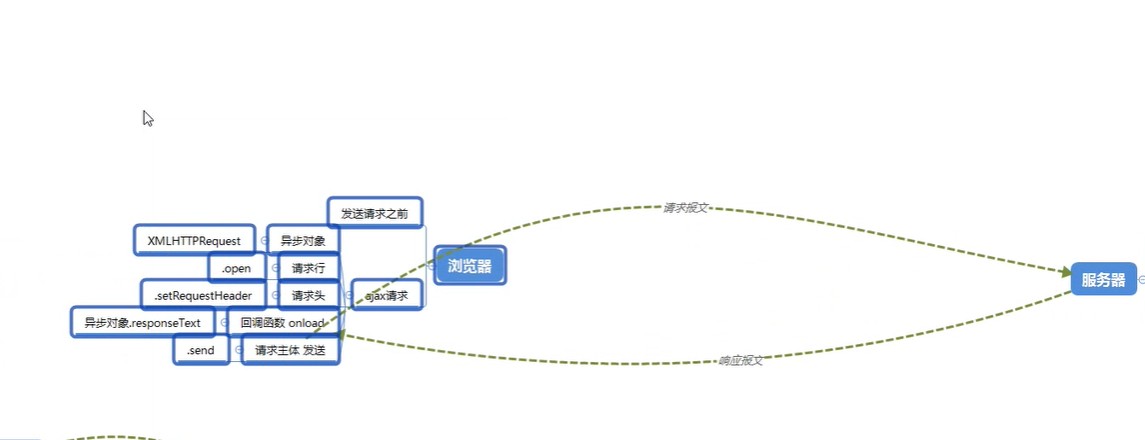 请求报文
发送请求之前
XMLHTTPRequest
异步对象
.open
请求行
浏览器
服务器
.setRequestHeader
请求头
ajax请求
异步对象.responseText
回调函数 onload
.send
请求主体 发送
响应报文